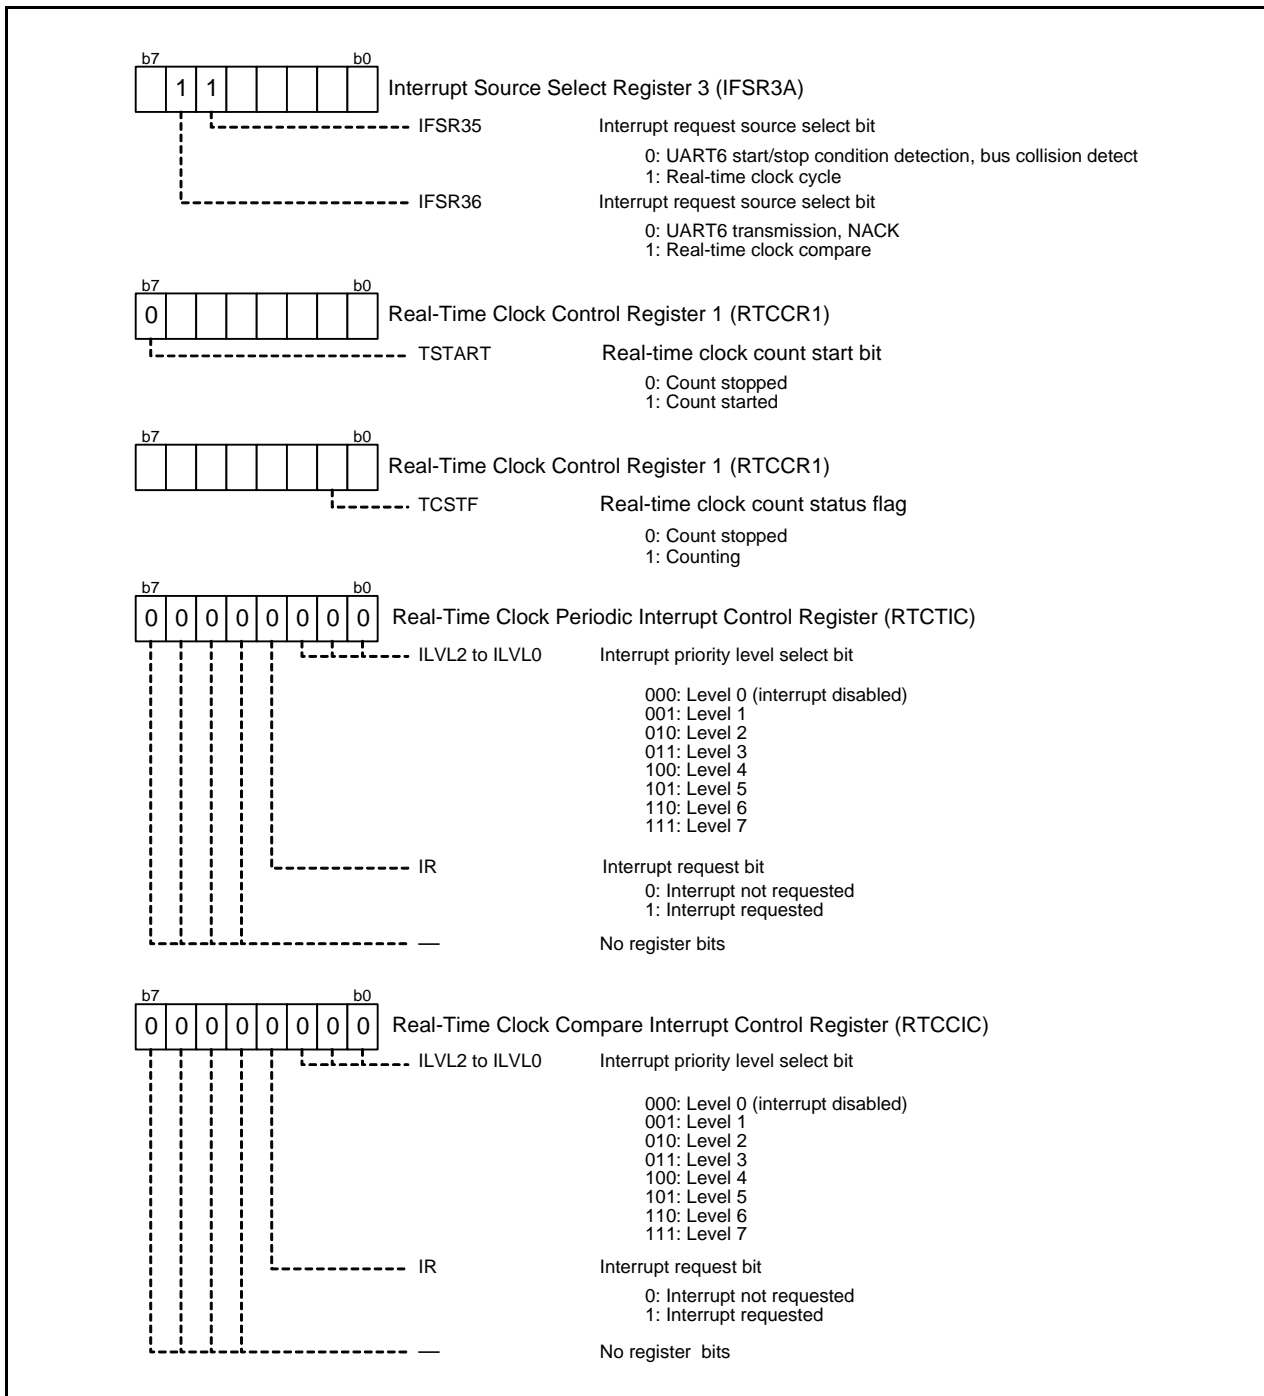 b7 b0
1 1 Interrupt Source Select Register 3 (IFSR3A)
IFSR35 Interrupt request source select bit
0: UART6 start/stop condition detection, bus collision detect
1: Real-time clock cycle
IFSR36 Interrupt request source select bit
0: UART6 transmission, NACK
1: Real-time clock compare
b7 b0
0 Real-Time Clock Control Register 1 (RTCCR1)
TSTART Real-time clock count start bit
0: Count stopped
1: Count started
b7 b0
Real-Time Clock Control Register 1 (RTCCR1)
TCSTF Real-time clock count status flag
0: Count stopped
1: Counting
b7 b0
0 0 0 0 0 0 0 0 Real-Time Clock Periodic Interrupt Control Register (RTCTIC)
ILVL2 to ILVL0 Interrupt priority level select bit
000: Level 0 (interrupt disabled)
001: Level 1
010: Level 2
011: Level 3
100: Level 4
101: Level 5
110: Level 6
111: Level 7
IR Interrupt request bit
0: Interrupt not requested
1: Interrupt requested
— No register bits
b7 b0
0 0 0 0 0 0 0 0 Real-Time Clock Compare Interrupt Control Register (RTCCIC)
ILVL2 to ILVL0 Interrupt priority level select bit
000: Level 0 (interrupt disabled)
001: Level 1
010: Level 2
011: Level 3
100: Level 4
101: Level 5
110: Level 6
111: Level 7
IR Interrupt request bit
0: Interrupt not requested
1: Interrupt requested
— No register bits